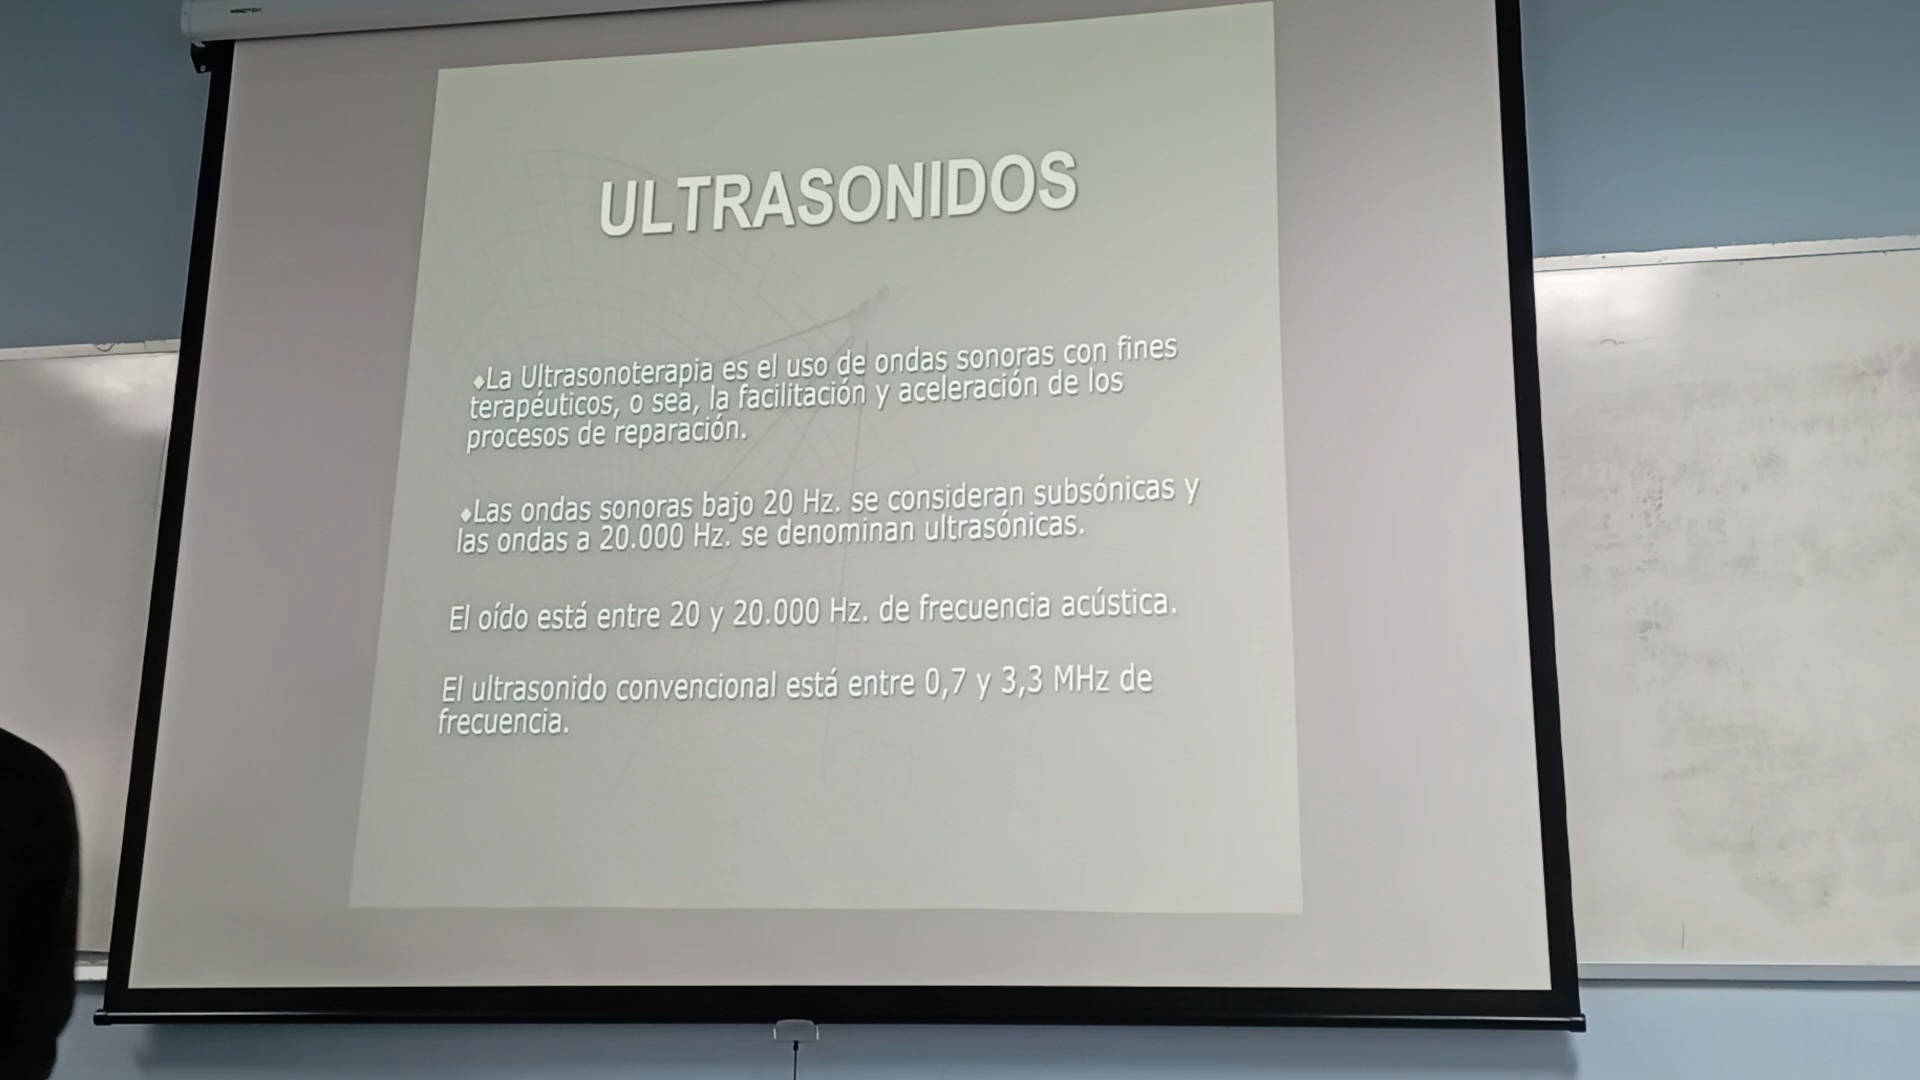 ULTRASONIDOS
♦La Ultrasonoterapia es el uso de ondas sonoras con fines
terapéuticos, o sea, la facilitación y aceleración de los
procesos de reparación.
♦Las ondas sonoras bajo 20 Hz. se consideran subsónicas y
las ondas a 20.000 Hz. se denominan ultrasónicas.
El oído está entre 20 y 20.000 Hz. de frecuencia acústica.
El ultrasonido convencional está entre 0,7 y 3,3 MHz de
frecuencia.